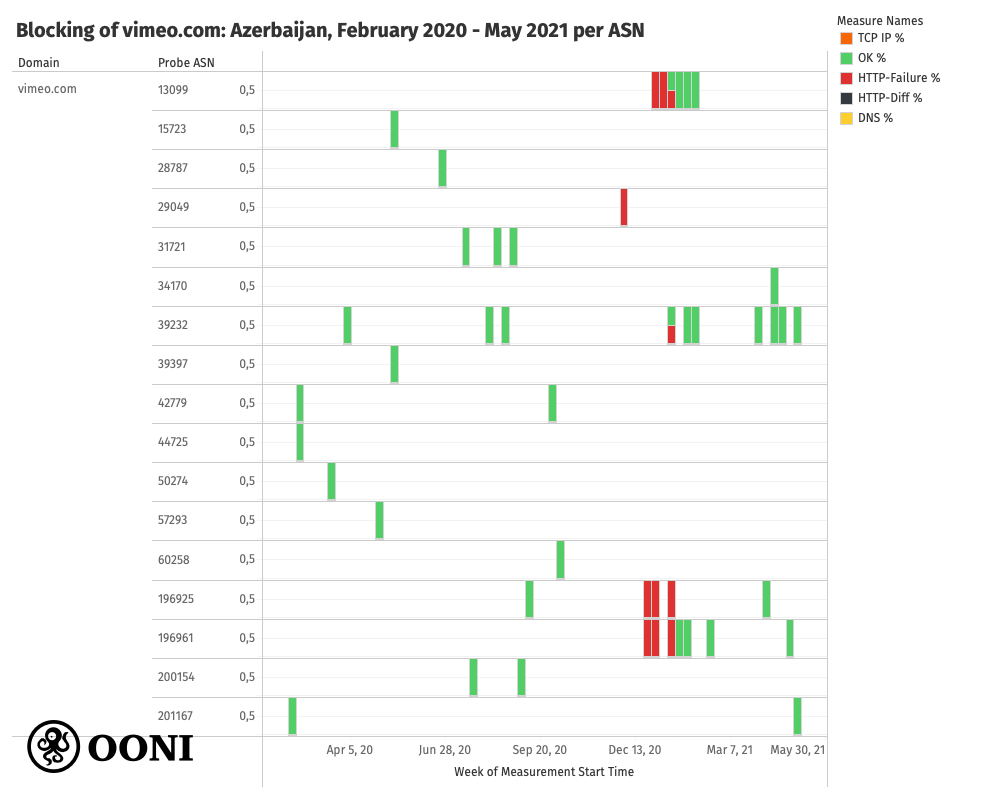 Blocking of vimeo.com: Azerbaijan, February 2020 - May 2021 per ASN
Measure Names
TCP IP %
OK %
HTTP-Failure %
HTTP-Diff %
DNS %
Domain Probe ASN
vimeo.com 13099 0,5
15723 0,5
28787 0,5
29049 0,5
31721 0,5
34170 0,5
39232 0,5
39397 0,5
42779 0,5
44725 0,5
50274 0,5
57293 0,5
60258 0,5
196925 0,5
196961 0,5
200154 0,5
201167 0,5
Apr 5, 20 Jun 28, 20 Sep 20, 20 Dec 13, 20 Mar 7, 21 May 30, 21
Week of Measurement Start Time
OONI